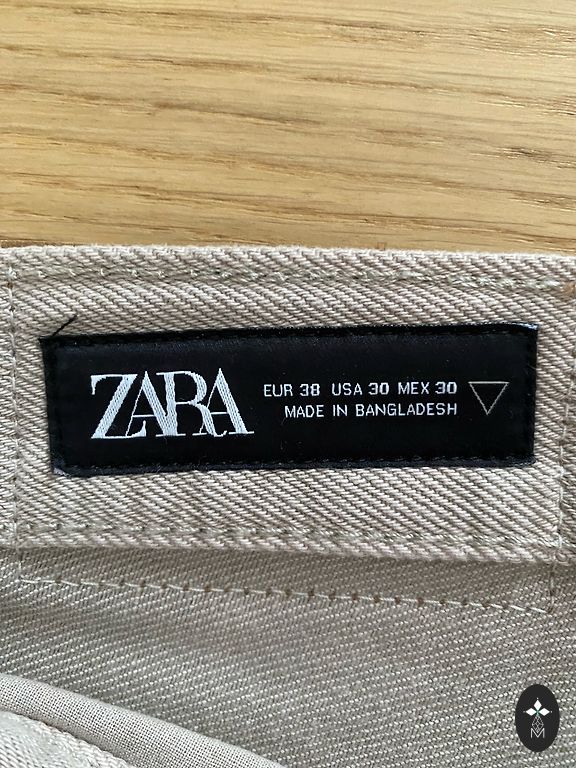 ZARA
EUR 38 USA 30 MEX 30
MADE IN BANGLADESH
M